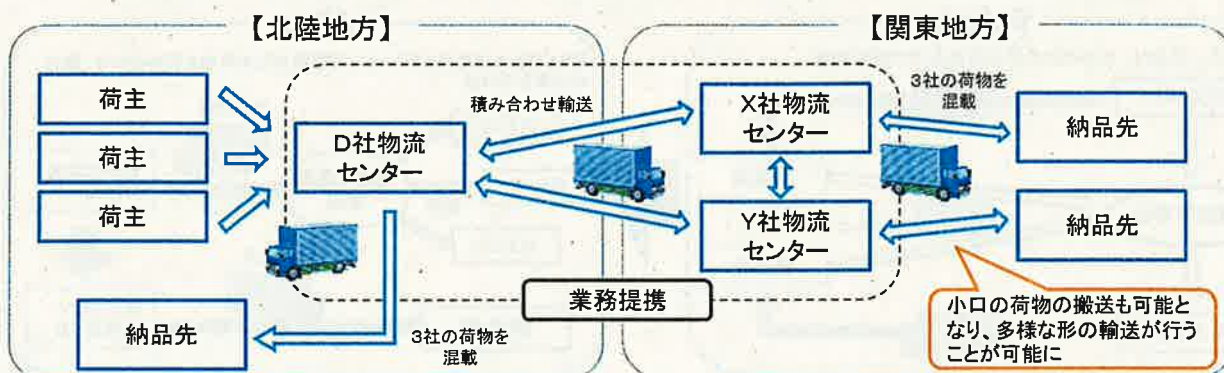 【北陸地方】
【関東地方】
荷主
荷主
荷主
D社物流
センター
積み合わせ輸送
X社物流
センター
Y社物流
センター
3社の荷物を
混載
納品先
納品先
業務提携
納品先
3社の荷物を
混載
小口の荷物の搬送も可能と
なり、多様な形の輸送が行う
ことが可能に